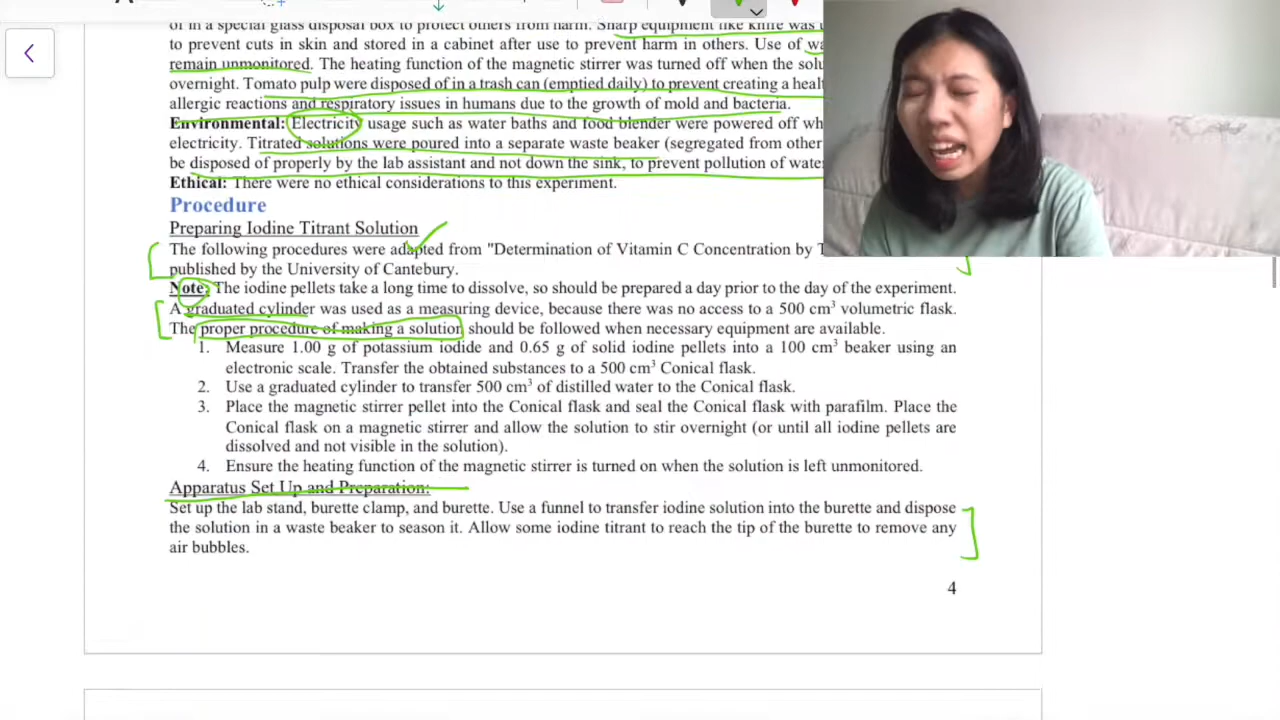 of in a special glass disposal box to protect others from harm. Sharp equipment like knife was
to prevent cuts in skin and stored in a cabinet after use to prevent harm in others. Use of
remain unmonitored. The heating function of the magnetic stirrer was turned off when the
overnight. Tomato pulp were disposed of in a trash can (emptied daily) to prevent creating a
allergic reactions and respiratory issues in humans due to the growth of mold and bacteria.
Environmental: Electricity usage such as water baths and food blender were powered off
electricity. Titrated solutions were poured into a separate waste beaker (segregated from other
be disposed of properly by the lab assistant and not down the sink, to prevent pollution of
Ethical: There were no ethical considerations to this experiment.
Procedure
Preparing Iodine Titrant Solution
The following procedures were adapted from "Determination of Vitamin C Concentration by
published by the University of Cantebury.
Note: The iodine pellets take a long time to dissolve, so should be prepared a day prior to the day of the experiment.
A graduated cylinder was used as a measuring device, because there was no access to a 500 cm³ volumetric flask.
The proper procedure of making a solution should be followed when necessary equipment are available.
1. Measure 1.00 g of potassium iodide and 0.65 g of solid iodine pellets into a 100 cm³ beaker using an
electronic scale. Transfer the obtained substances to a 500 cm³ Conical flask.
2. Use a graduated cylinder to transfer 500 cm³ of distilled water to the Conical flask.
3. Place the magnetic stirrer pellet into the Conical flask and seal the Conical flask with parafilm. Place the
Conical flask on a magnetic stirrer and allow the solution to stir overnight (or until all iodine pellets are
dissolved and not visible in the solution).
4. Ensure the heating function of the magnetic stirrer is turned on when the solution is left unmonitored.
Apparatus Set Up and Preparation:
Set up the lab stand, burette clamp, and burette. Use a funnel to transfer iodine solution into the burette and dispose
the solution in a waste beaker to season it. Allow some iodine titrant to reach the tip of the burette to remove any
air bubbles.
4